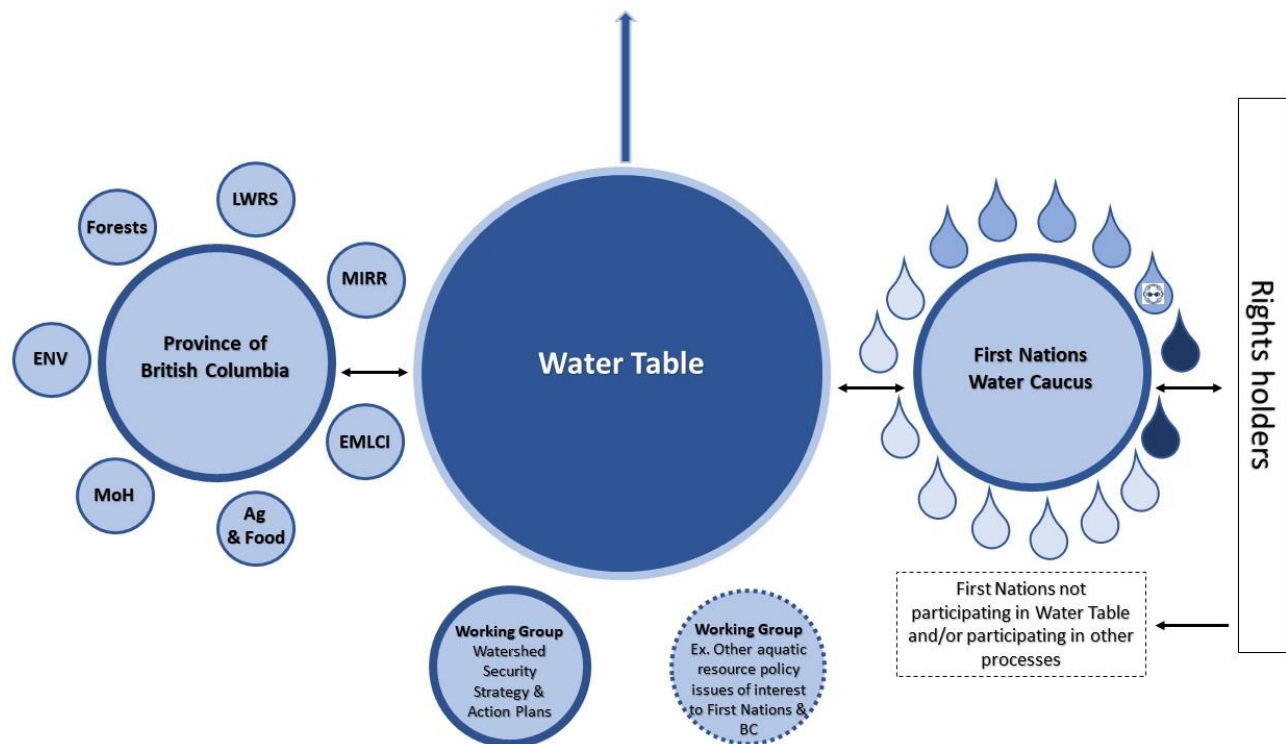 LWRS
Forests
MIRR
ENV
Province of
British Columbia
EMLCI
MoH
Ag
& Food
Water Table
First Nations
Water Caucus
Rights holders
First Nations not
participating in Water Table
and/or participating in other
processes
Working Group
Watershed
Security
Strategy &
Action Plans
Working Group
Ex. Other aquatic
resource policy
issues of interest
to First Nations &
BC